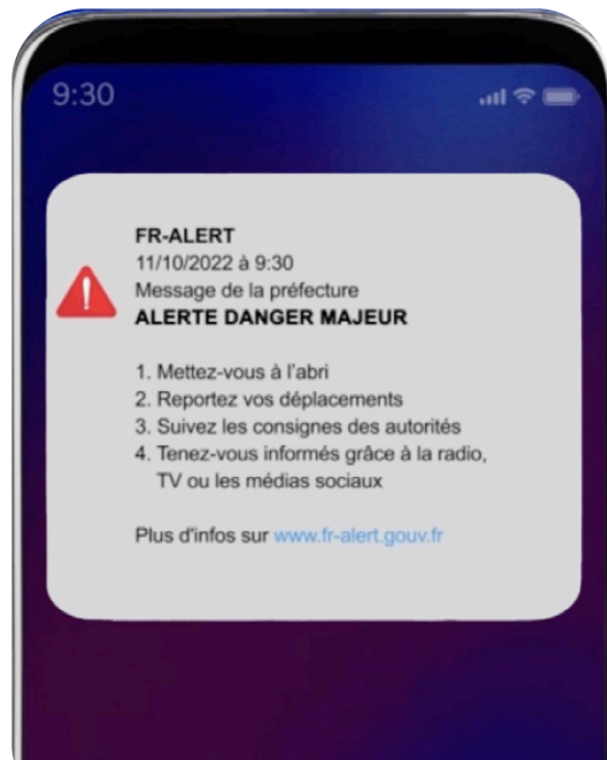 9:30
FR-ALERT
11/10/2022 à 9:30
Message de la préfecture
ALERTE DANGER MAJEUR
1. Mettez-vous à l'abri
2. Reportez vos déplacements
3. Suivez les consignes des autorités
4. Tenez-vous informés grâce à la radio,
TV ou les médias sociaux
Plus d'infos sur www.fr-alert.gouv.fr